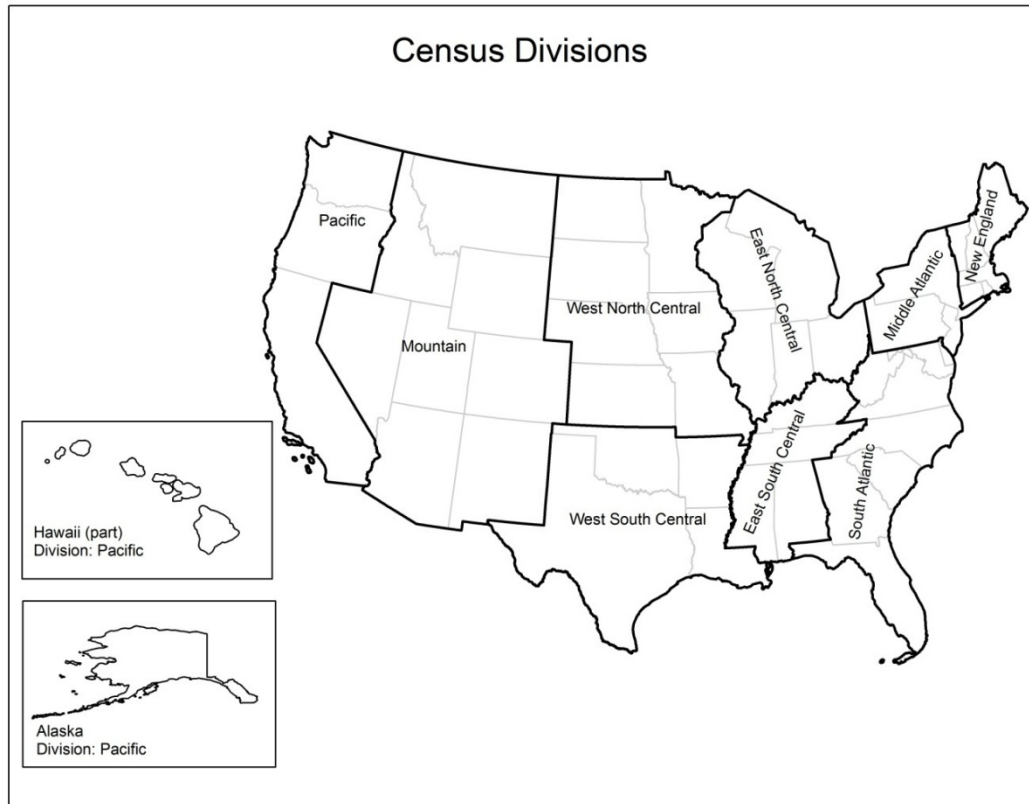 Census Divisions
Pacific
Mountain
West North Central
East North Central
Middle Atlantic
New England
West South Central
East South Central
South Atlantic
Hawaii (part)
Division: Pacific
Alaska
Division: Pacific